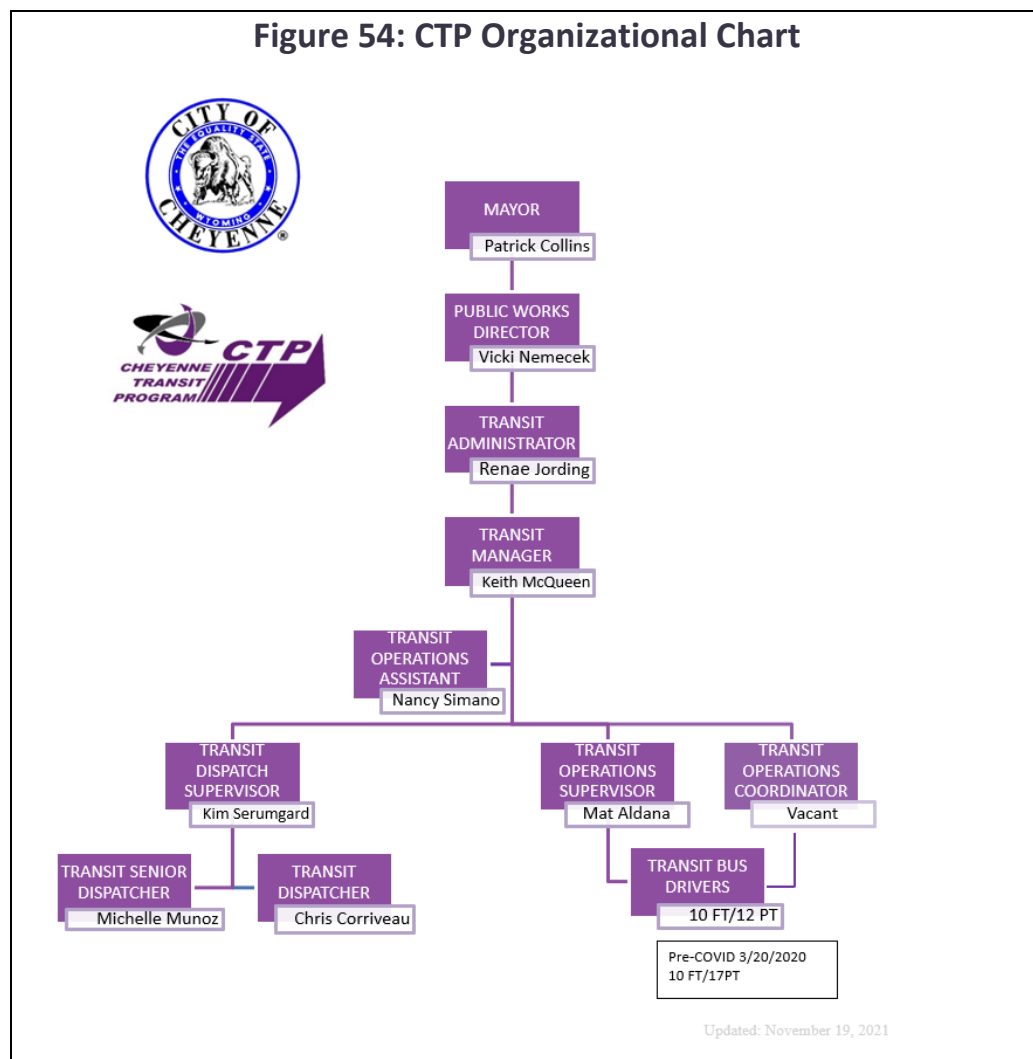 Figure 54: CTP Organizational Chart
CITY OF
THE EQUALITY STATE
WYOMING
CHEYENNE
®
CTP
CHEYENNE
TRANSIT
PROGRAM
MAYOR
Patrick Collins
PUBLIC WORKS
DIRECTOR
Vicki Nemecek
TRANSIT
ADMINISTRATOR
Renae Jording
TRANSIT
MANAGER
Keith McQueen
TRANSIT
OPERATIONS
ASSISTANT
Nancy Simano
TRANSIT
DISPATCH
SUPERVISOR
Kim Serumgard
TRANSIT
OPERATIONS
SUPERVISOR
Mat Aldana
TRANSIT
OPERATIONS
COORDINATOR
Vacant
TRANSIT SENIOR
DISPATCHER
Michelle Munoz
TRANSIT
DISPATCHER
Chris Corriveau
TRANSIT BUS
DRIVERS
10 FT/12 PT
Pre-COVID 3/20/2020
10 FT/17PT
Updated: November 19, 2021